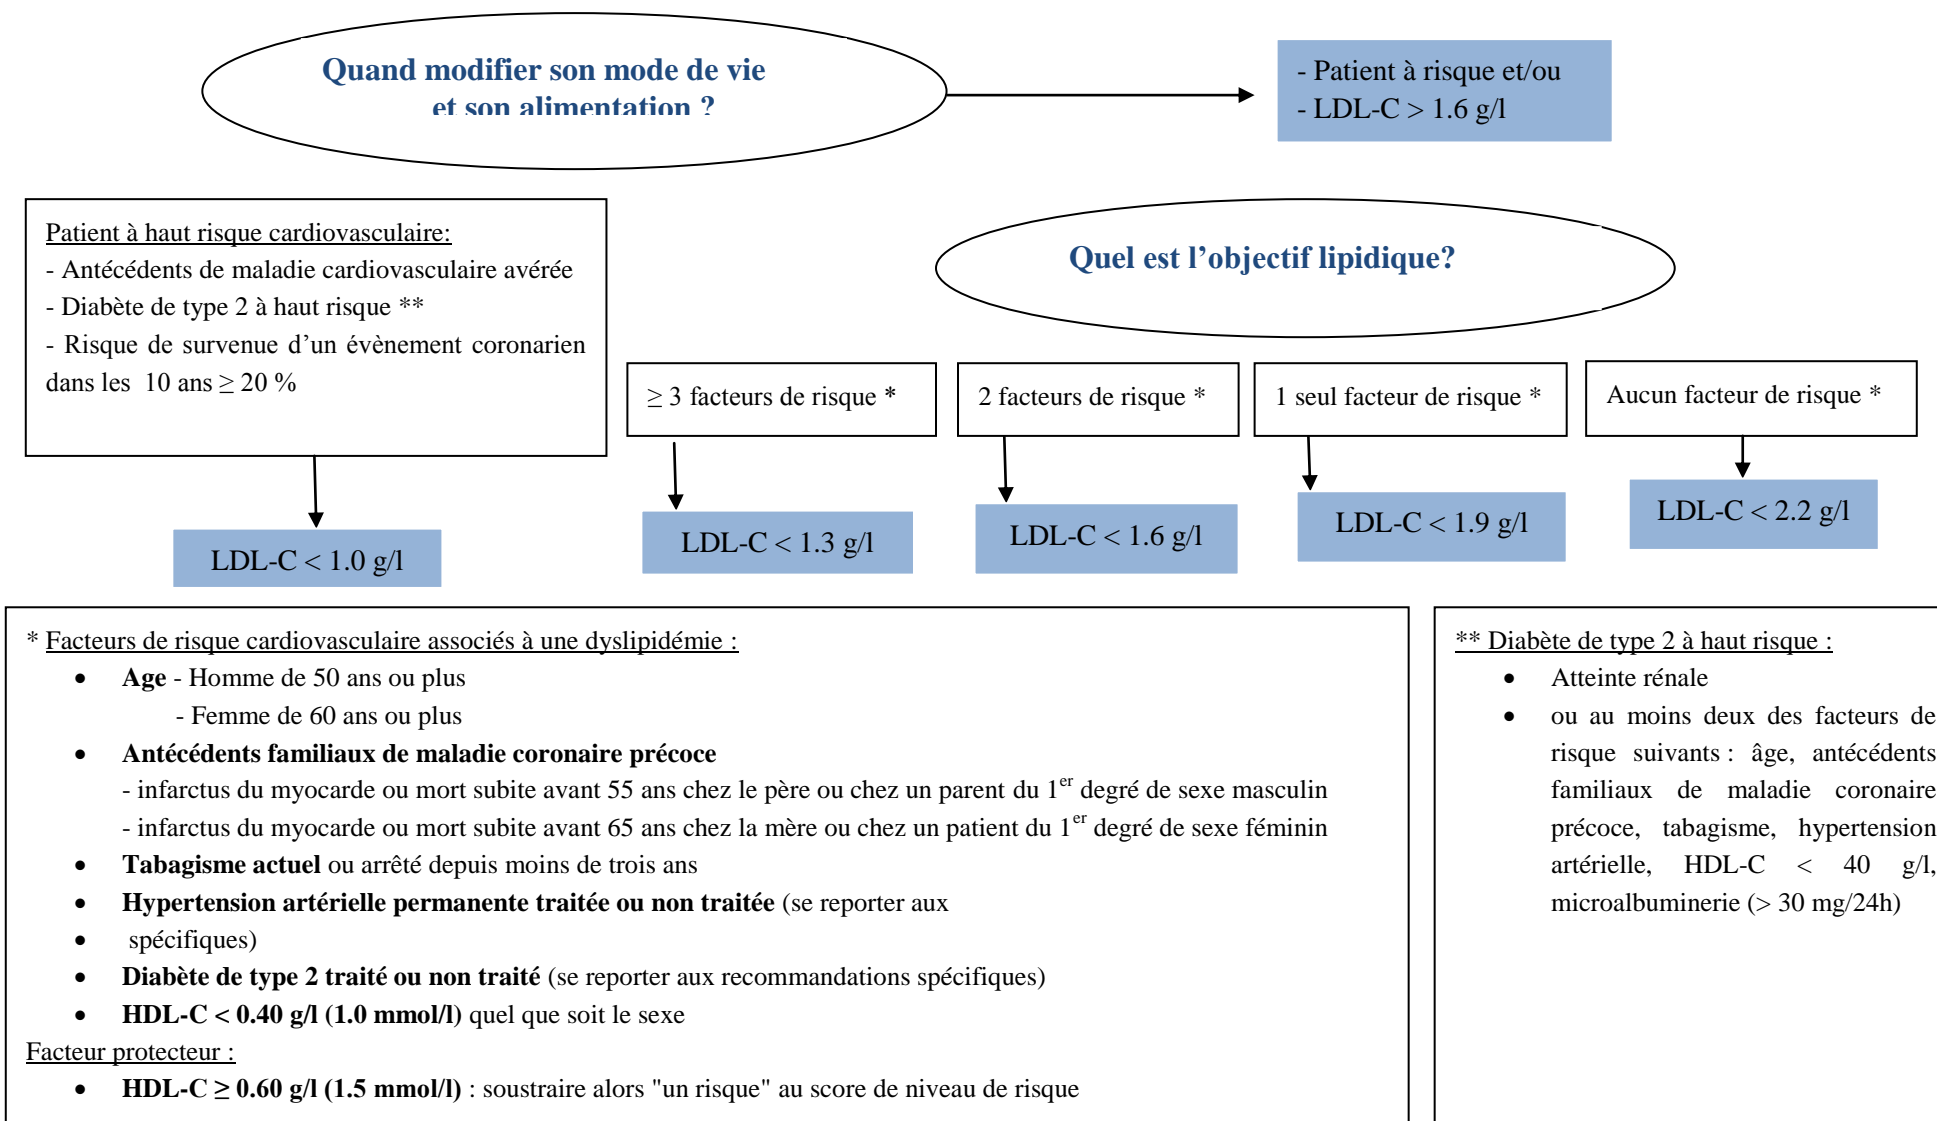 Quand modifier son mode de vie
et son alimentation ?
- Patient à risque et/ou
- LDL-C > 1.6 g/l
Patient à haut risque cardiovasculaire:
- Antécédents de maladie cardiovasculaire avérée
- Diabète de type 2 à haut risque **
- Risque de survenue d’un évènement coronarien
dans les 10 ans ≥ 20 %
Quel est l’objectif lipidique?
≥ 3 facteurs de risque *
2 facteurs de risque *
1 seul facteur de risque *
Aucun facteur de risque *
LDL-C < 1.0 g/l
LDL-C < 1.3 g/l
LDL-C < 1.6 g/l
LDL-C < 1.9 g/l
LDL-C < 2.2 g/l
* Facteurs de risque cardiovasculaire associés à une dyslipidémie :
• Age - Homme de 50 ans ou plus
- Femme de 60 ans ou plus
• Antécédents familiaux de maladie coronaire précoce
- infarctus du myocarde ou mort subite avant 55 ans chez le père ou chez un parent du 1er degré de sexe masculin
- infarctus du myocarde ou mort subite avant 65 ans chez la mère ou chez un patient du 1er degré de sexe féminin
• Tabagisme actuel ou arrêté depuis moins de trois ans
• Hypertension artérielle permanente traitée ou non traitée (se reporter aux
• spécifiques)
• Diabète de type 2 traité ou non traité (se reporter aux recommandations spécifiques)
• HDL-C < 0.40 g/l (1.0 mmol/l) quel que soit le sexe
Facteur protecteur :
• HDL-C ≥ 0.60 g/l (1.5 mmol/l) : soustraire alors "un risque" au score de niveau de risque
** Diabète de type 2 à haut risque :
• Atteinte rénale
• ou au moins deux des facteurs de
risque suivants : âge, antécédents
familiaux de maladie coronaire
précoce, tabagisme, hypertension
artérielle, HDL-C < 40 g/l,
microalbuminerie (> 30 mg/24h)